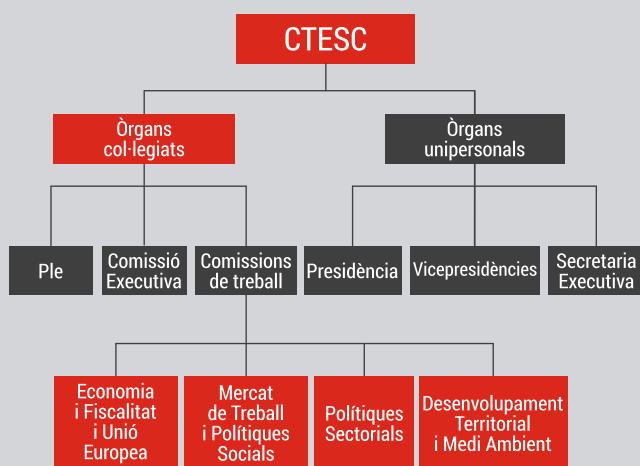 CTESC
Òrgans
col·legiats
Òrgans
unipersonals
Ple
Comissió
Executiva
Comissions
de treball
Presidència
Vicepresidències
Secretaria
Executiva
Economia
i Fiscalitat
i Unió
Europea
Mercat
de Treball
i Polítiques
Socials
Polítiques
Sectorials
Desenvolupament
Territorial
i Medi Ambient